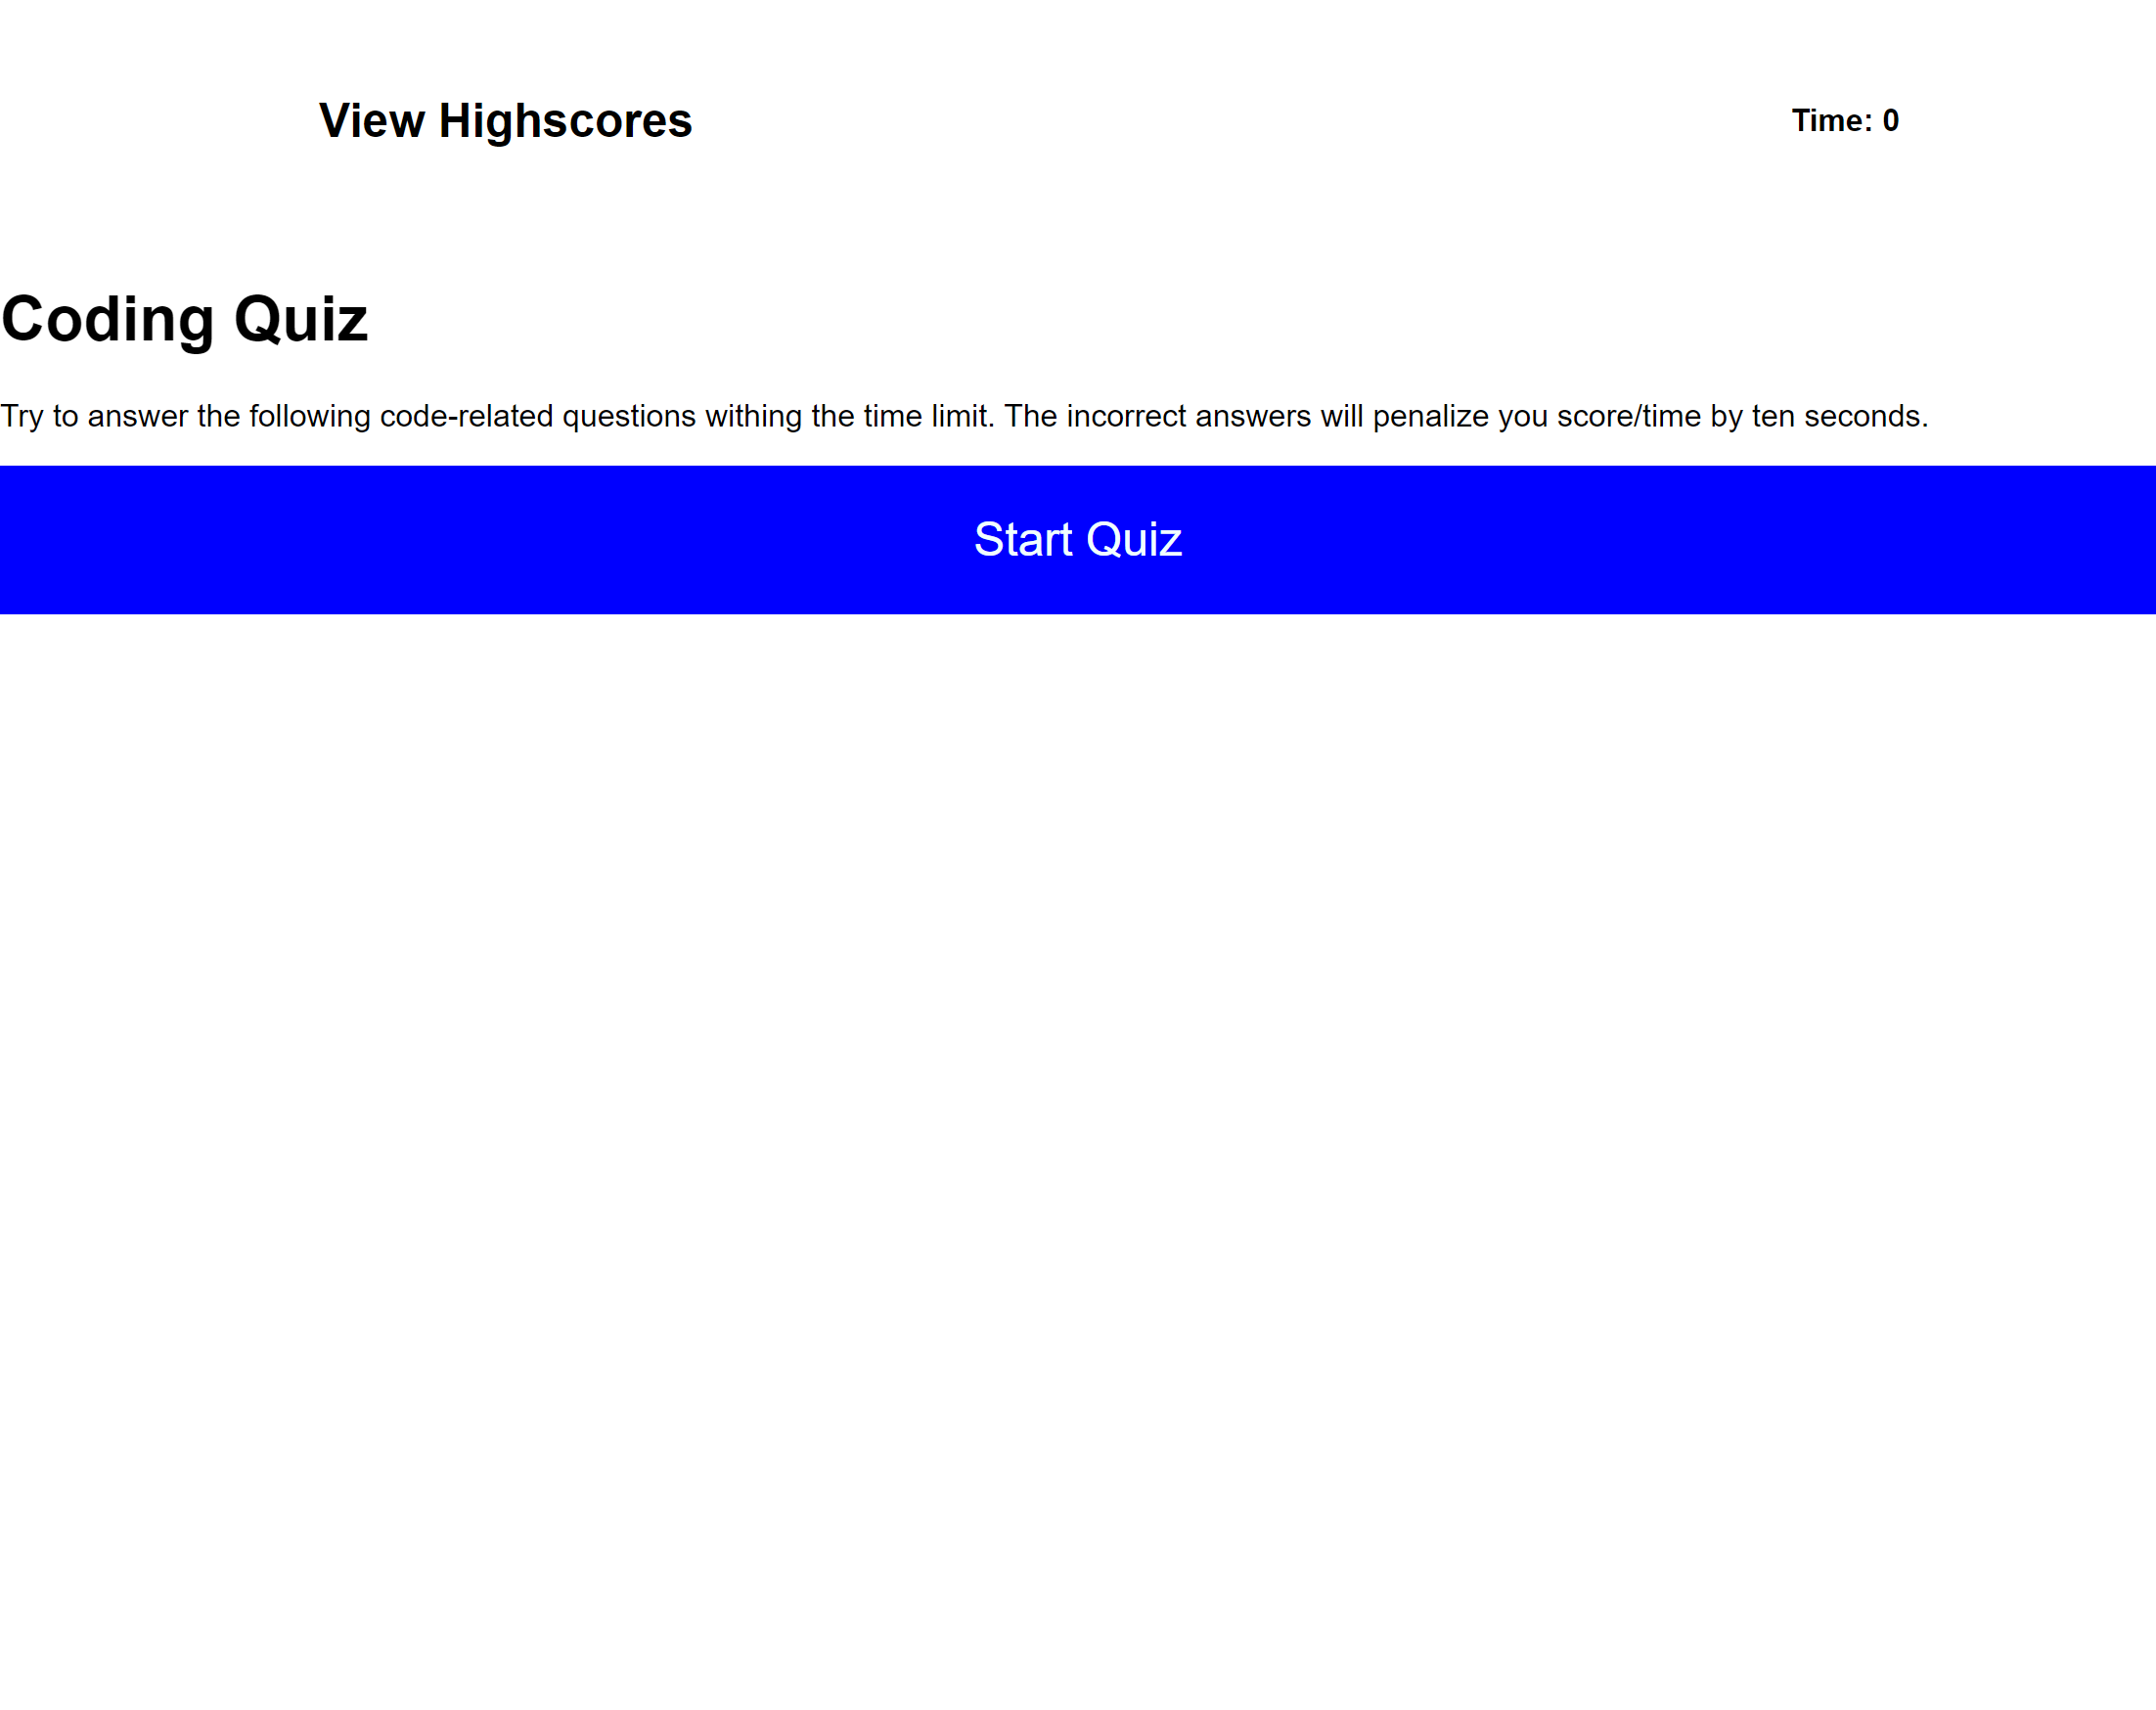 View Highscores
Time: 0
Coding Quiz
Try to answer the following code-related questions withing the time limit. The incorrect answers will penalize you score/time by ten seconds.
Start Quiz